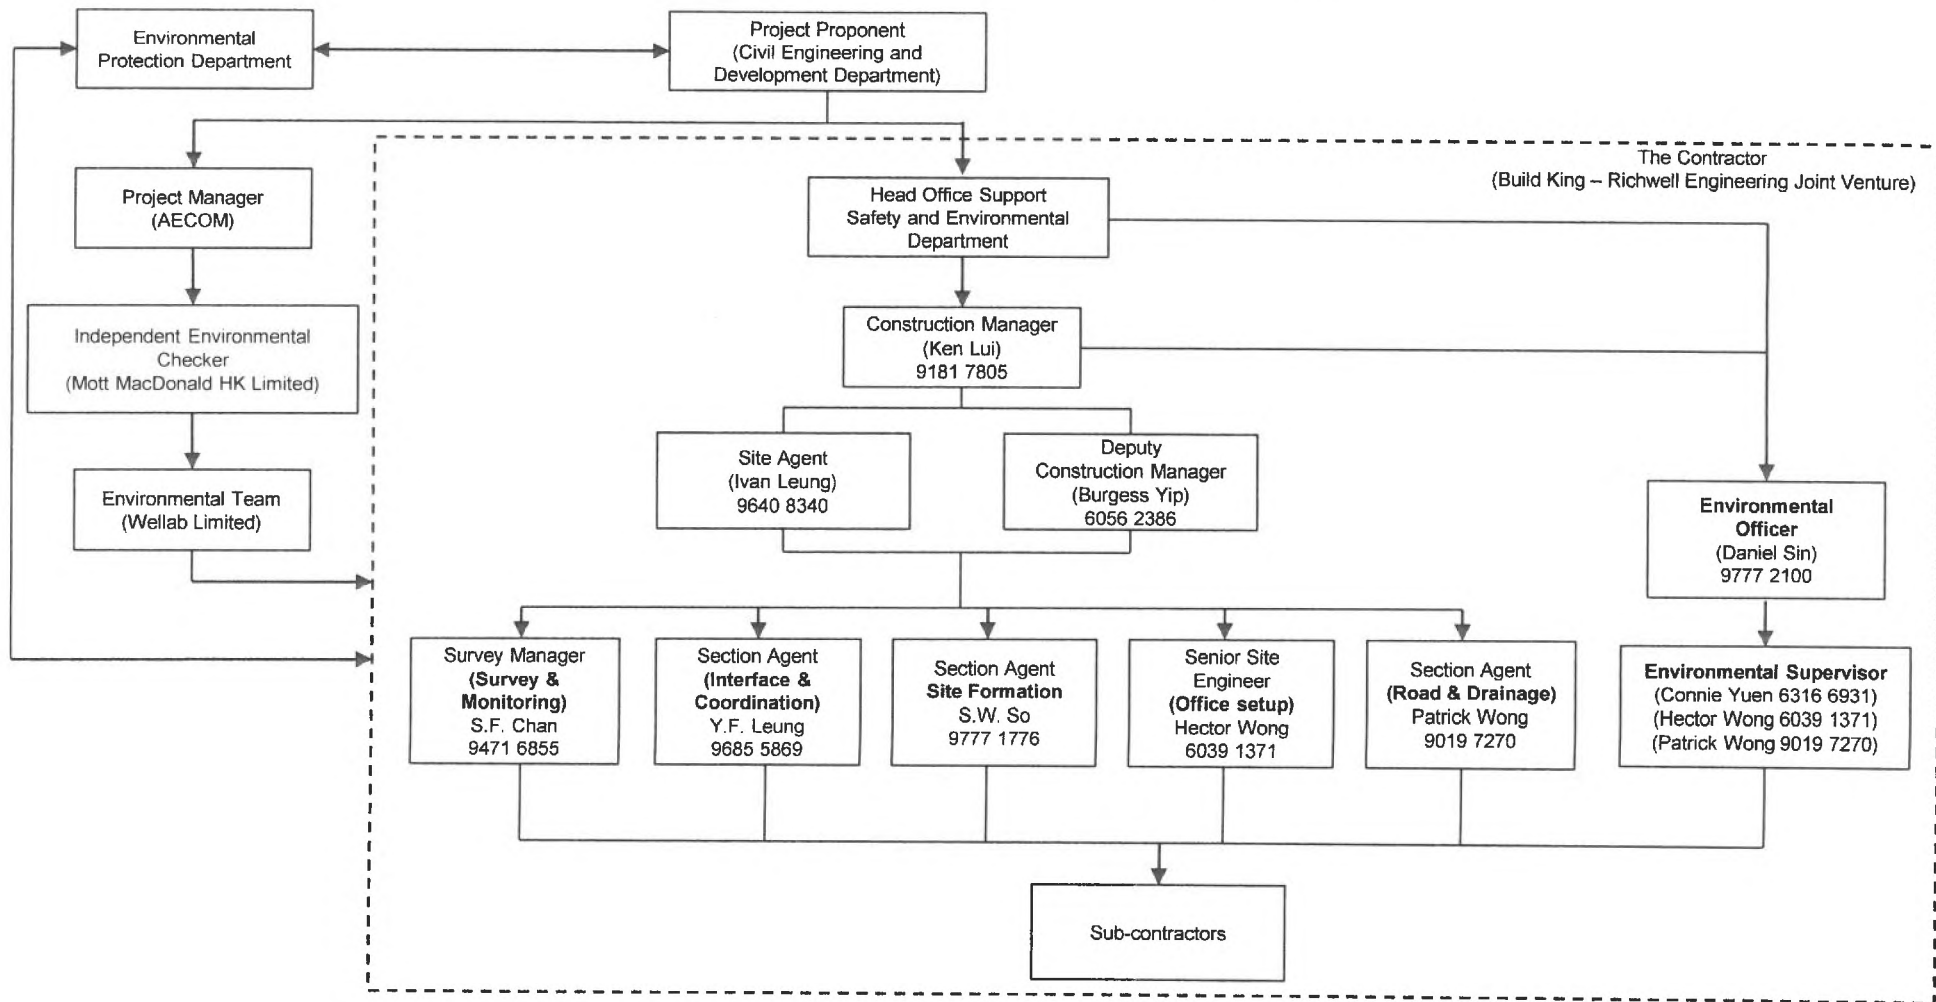 Environmental
Protection Department
Project Proponent
(Civil Engineering and
Development Department)
The Contractor
(Build King – Richwell Engineering Joint Venture)
Project Manager
(AECOM)
Head Office Support
Safety and Environmental
Department
Independent Environmental
Checker
(Mott MacDonald HK Limited)
Construction Manager
(Ken Lui)
9181 7805
Environmental Team
(Wellab Limited)
Site Agent
(Ivan Leung)
9640 8340
Deputy
Construction Manager
(Burgess Yip)
6056 2386
Environmental
Officer
(Daniel Sin)
9777 2100
Survey Manager
(Survey &
Monitoring)
S.F. Chan
9471 6855
Section Agent
(Interface &
Coordination)
Y.F. Leung
9685 5869
Section Agent
Site Formation
S.W. So
9777 1776
Senior Site
Engineer
(Office setup)
Hector Wong
6039 1371
Section Agent
(Road & Drainage)
Patrick Wong
9019 7270
Environmental Supervisor
(Connie Yuen 6316 6931)
(Hector Wong 6039 1371)
(Patrick Wong 9019 7270)
Sub-contractors